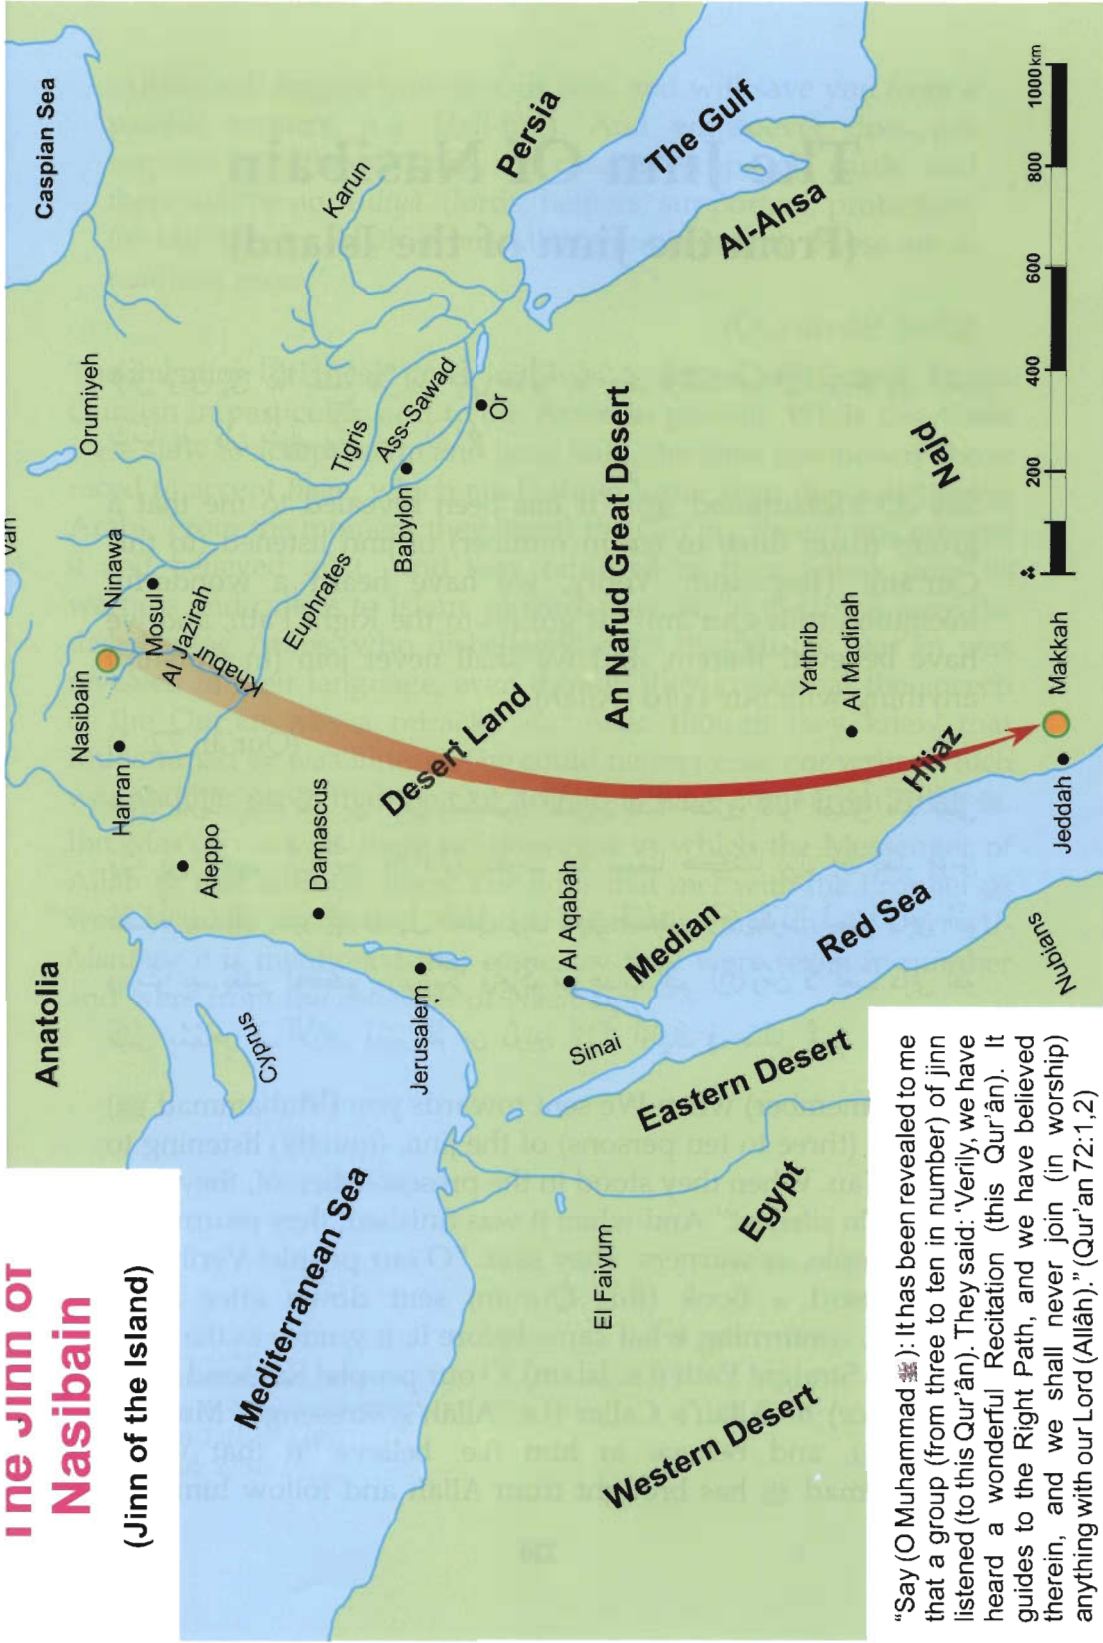 The Jinn of
Nasibain
(Jinn of the Island)
Anatolia
Van
Caspian Sea
Orumiyeh
Nasibain
Ninawa
Mosul
Harran
Al Jazirah
Khabur
Aleppo
Cyprus
Damascus
Euphrates
Tigris
Karun
Babylon
Ass-Sawad
Or
Persia
Desert Land
Mediterranean Sea
Jerusalem
An Nafud Great Desert
The Gulf
Al-Ahsa
Sinai
Al Aqabah
El Faiyum
Median
Eastern Desert
Egypt
Western Desert
Yathrib
Al Madinah
Najd
Hijaz
Red Sea
Nubians
Jeddah
Makkah
200
400
600
800
1000 km
“Say (O Muhammad ﷺ): It has been revealed to me
that a group (from three to ten in number) of jinn
listened (to this Qur'ân). They said: ‘Verily, we have
heard a wonderful Recitation (this Qur'ân). It
guides to the Right Path, and we have believed
therein, and we shall never join (in worship)
anything with our Lord (Allâh).” (Qur'an 72:1,2)